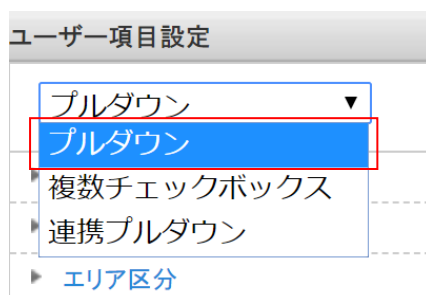 ユーザー項目設定
プルダウン ▼
プルダウン
複数チェックボックス
連携プルダウン
エリア区分